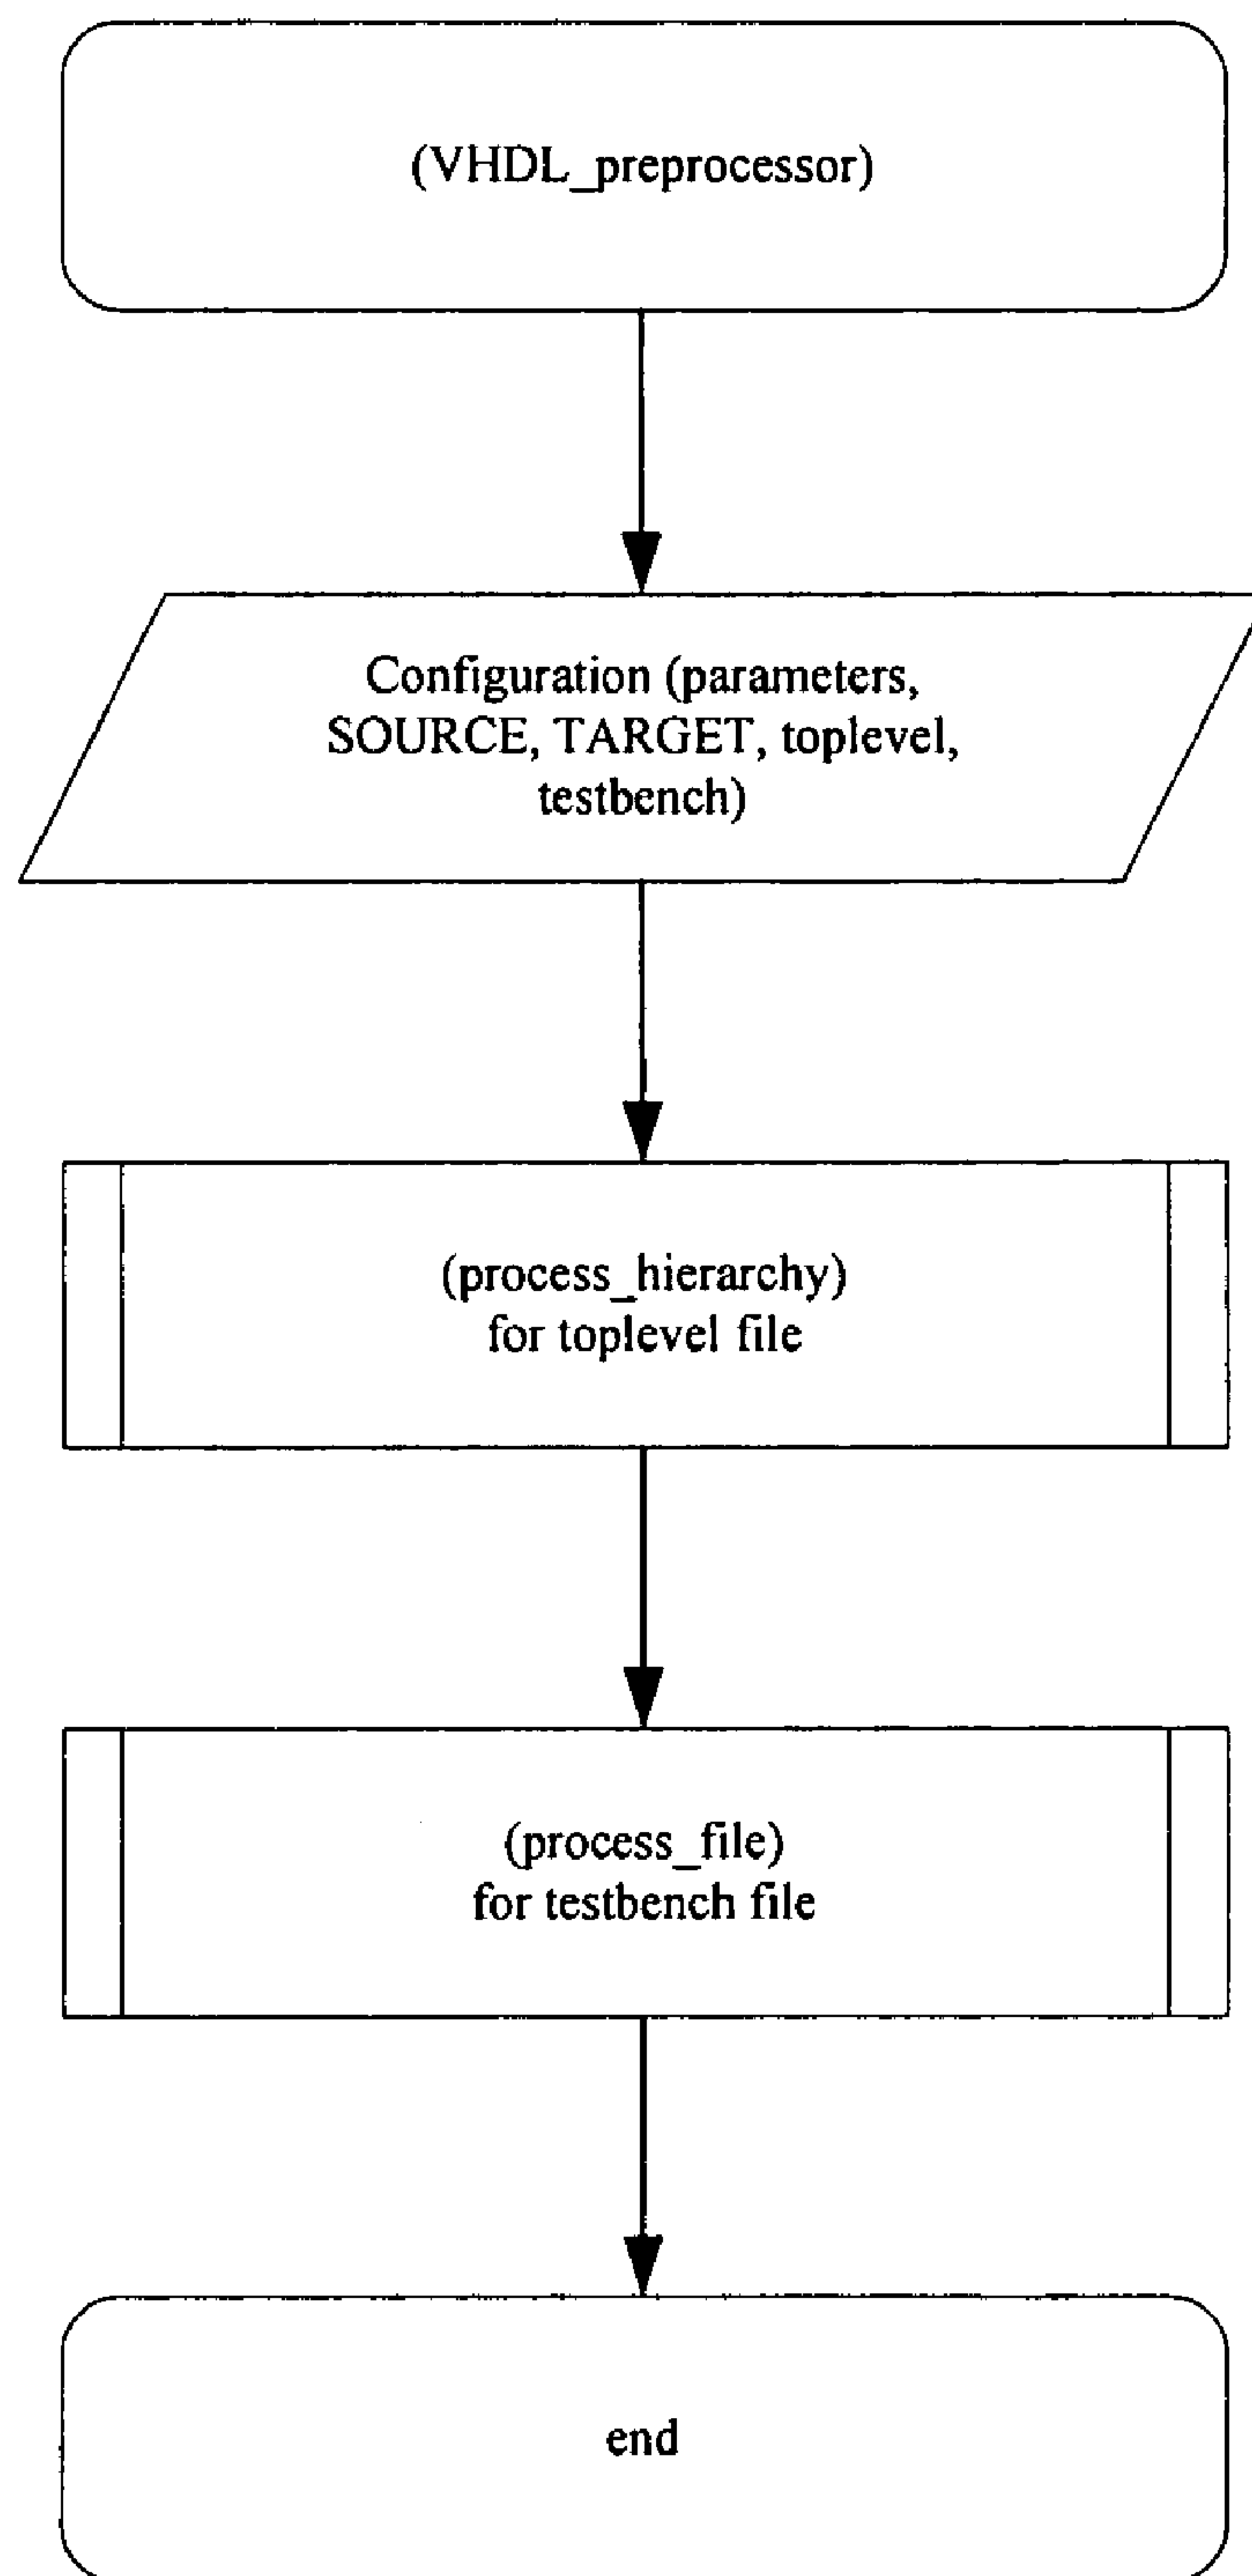 (VHDL_preprocessor)
Configuration (parameters,
SOURCE, TARGET, toplevel,
testbench)
(process_hierarchy)
for toplevel file
(process_file)
for testbench file
end